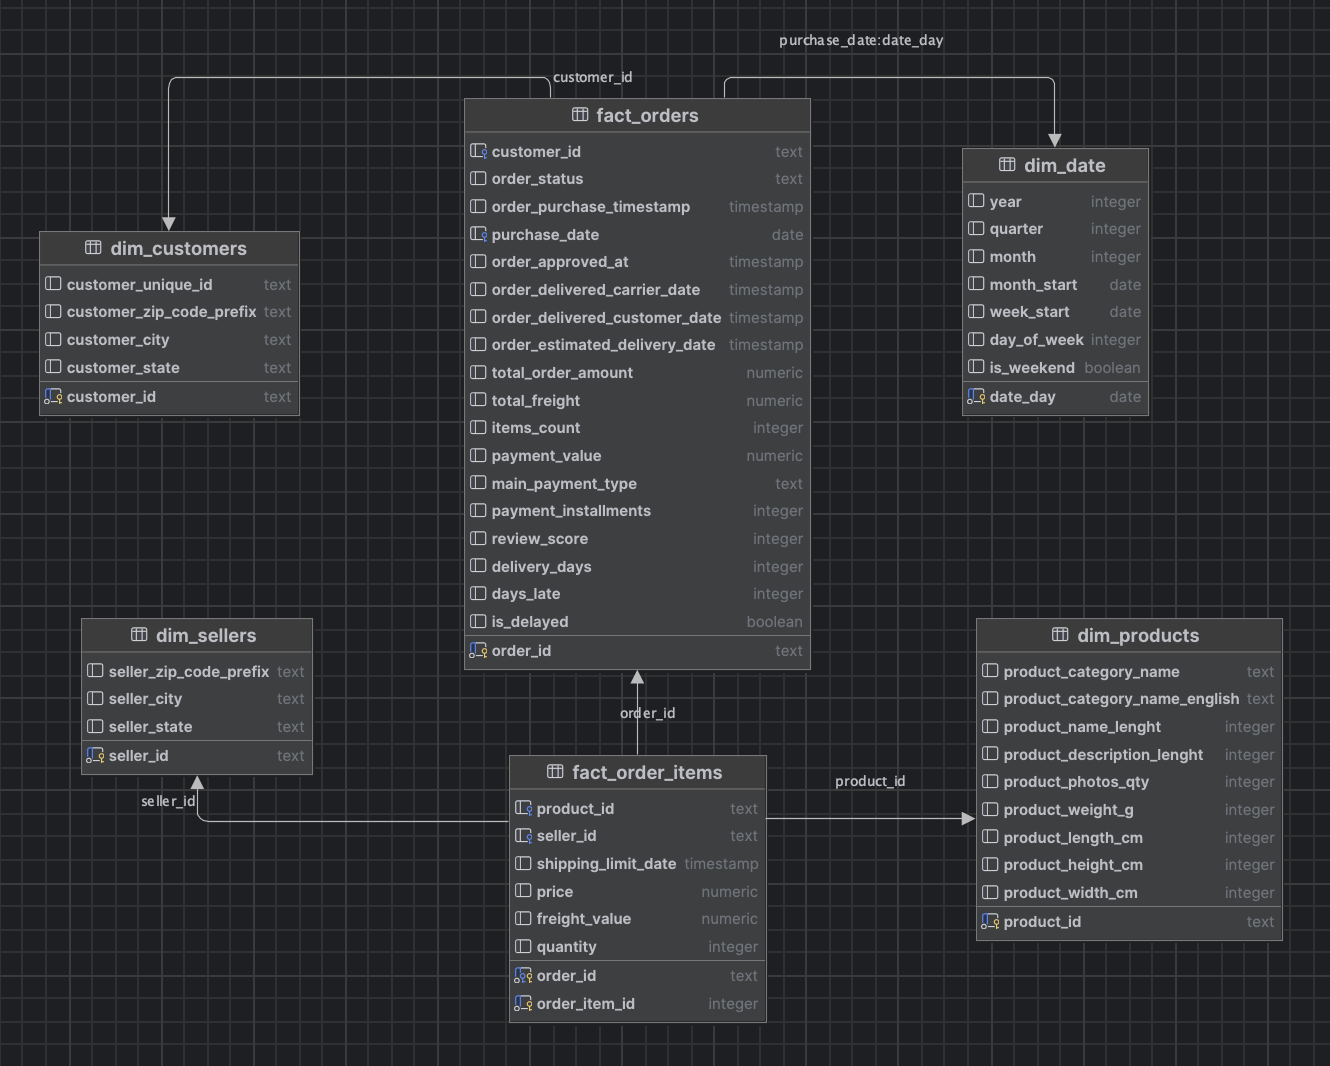 purchase_date:date_day
customer_id
fact_orders
customer_id text
order_status text
order_purchase_timestamp timestamp
purchase_date date
order_approved_at timestamp
order_delivered_carrier_date timestamp
order_delivered_customer_date timestamp
order_estimated_delivery_date timestamp
total_order_amount numeric
total_freight numeric
items_count integer
payment_value numeric
main_payment_type text
payment_installments integer
review_score integer
delivery_days integer
days_late integer
is_delayed boolean
order_id text
dim_date
year integer
quarter integer
month integer
month_start date
week_start date
day_of_week integer
is_weekend boolean
date_day date
dim_customers
customer_unique_id text
customer_zip_code_prefix text
customer_city text
customer_state text
customer_id text
dim_sellers
seller_zip_code_prefix text
seller_city text
seller_state text
seller_id text
seller_id
order_id
fact_order_items
product_id text
seller_id text
shipping_limit_date timestamp
price numeric
freight_value numeric
quantity integer
order_id text
order_item_id integer
product_id
dim_products
product_category_name text
product_category_name_english text
product_name_lenght integer
product_description_lenght integer
product_photos_qty integer
product_weight_g integer
product_length_cm integer
product_height_cm integer
product_width_cm integer
product_id text